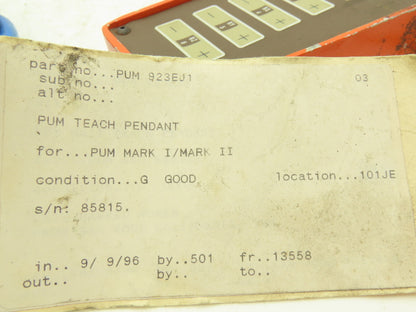 part no...PUM 923EJ1 03
sub no...
alt no...
PUM TEACH PENDANT
for...PUM MARK I/MARK II
condition...G GOOD location...101JE
s/n: 85815.
in.. 9/ 9/96 by..501 fr..13558
out.. by.. to..